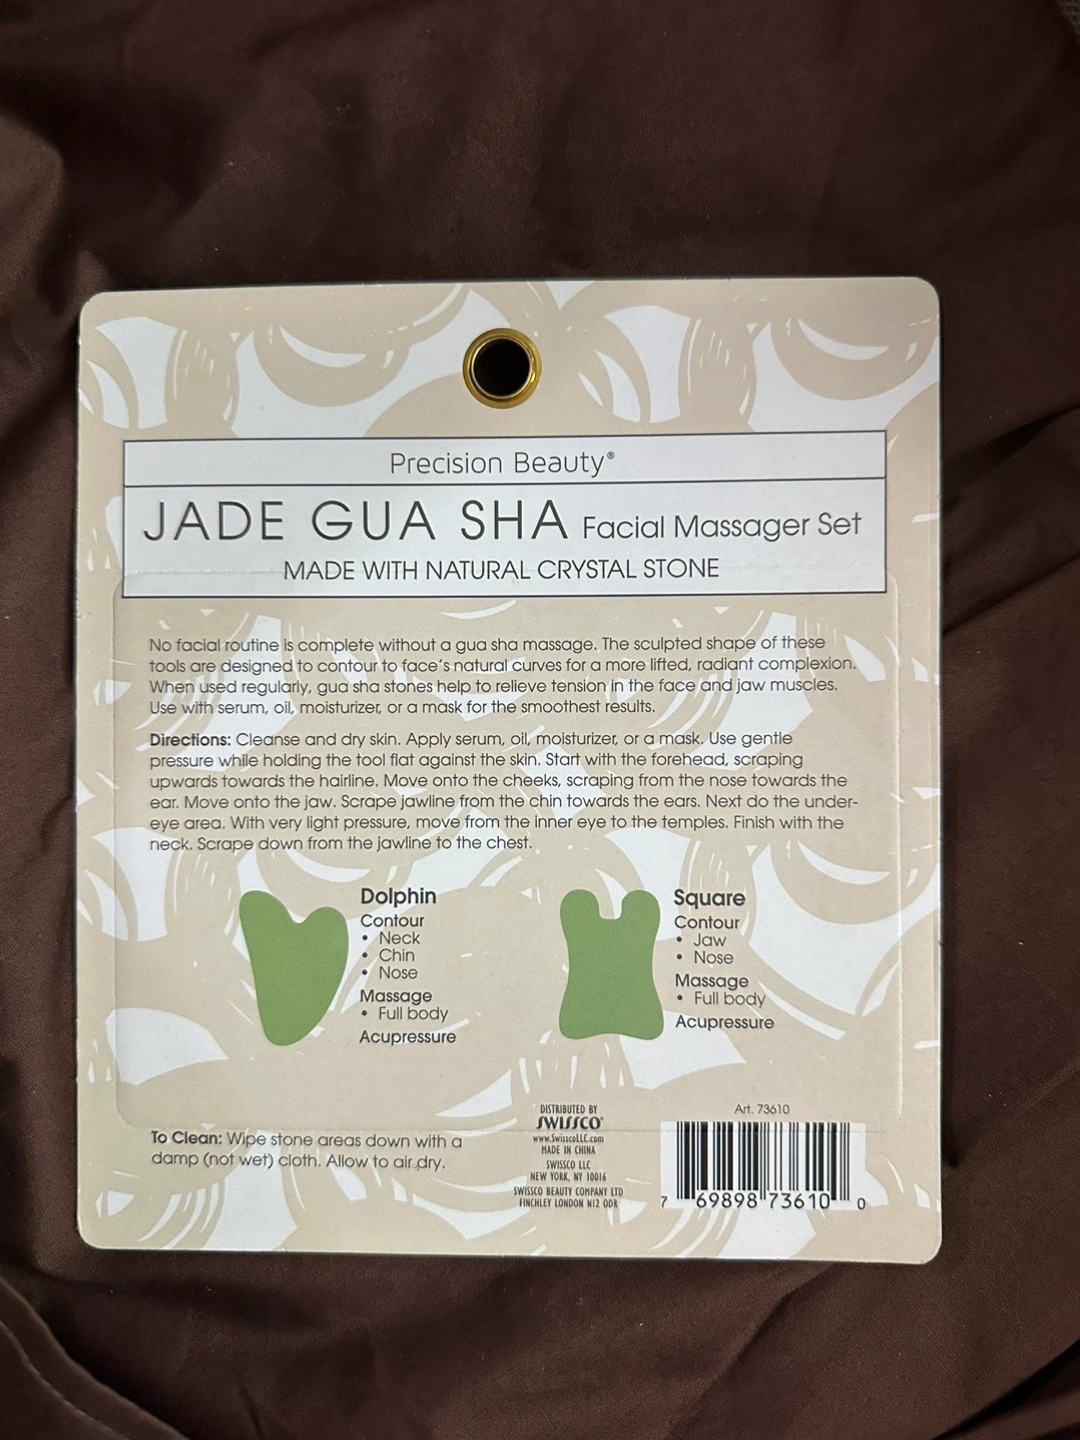 Precision Beauty®
JADE GUA SHA Facial Massager Set
MADE WITH NATURAL CRYSTAL STONE
No facial routine is complete without a gua sha massage. The sculpted shape of these
tools are designed to contour to face's natural curves for a more lifted, radiant complexion.
When used regularly, gua sha stones help to relieve tension in the face and jaw muscles.
Use with serum, oil, moisturizer, or a mask for the smoothest results.
Directions: Cleanse and dry skin. Apply serum, oil, moisturizer, or a mask. Use gentle
pressure while holding the tool flat against the skin. Start with the forehead, scraping
upwards towards the hairline. Move onto the cheeks, scraping from the nose towards the
ear. Move onto the jaw. Scrape jawline from the chin towards the ears. Next do the under-
eye area. With very light pressure, move from the inner eye to the temples. Finish with the
neck. Scrape down from the jawline to the chest.
Dolphin
Contour
• Neck
• Chin
• Nose
Massage
• Full body
Acupressure
Square
Contour
• Jaw
• Nose
Massage
• Full body
Acupressure
To Clean: Wipe stone areas down with a
damp (not wet) cloth. Allow to air dry.
DISTRIBUTED BY
SWISSCO®
www.SwisscoLLC.com
MADE IN CHINA
SWISSCO LLC
NEW YORK, NY 10016
SWISSCO BEAUTY COMPANY LTD
FINCHLEY LONDON N12 0DR
Art. 73610
7 69898 73610 0